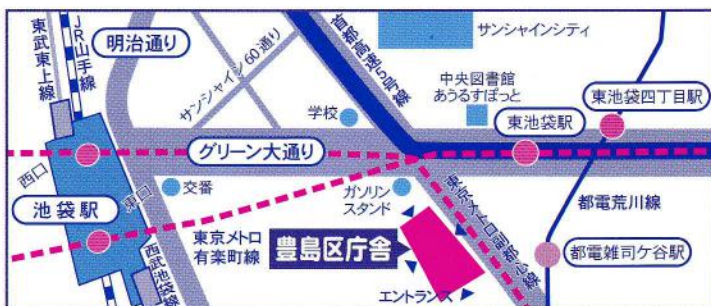 東武東上線
JR山手線
明治通り
サンシャイン60通り
首都高速5号線
サンシャインシティ
中央図書館
あうるすぽっと
学校
東池袋四丁目駅
東池袋駅
グリーン大通り
西口
池袋駅
東口
交番
ガソリン
スタンド
東京メトロ副都心線
都電荒川線
東京メトロ
有楽町線
豊島区庁舎
都電雑司ケ谷駅
西武池袋線
エントランス